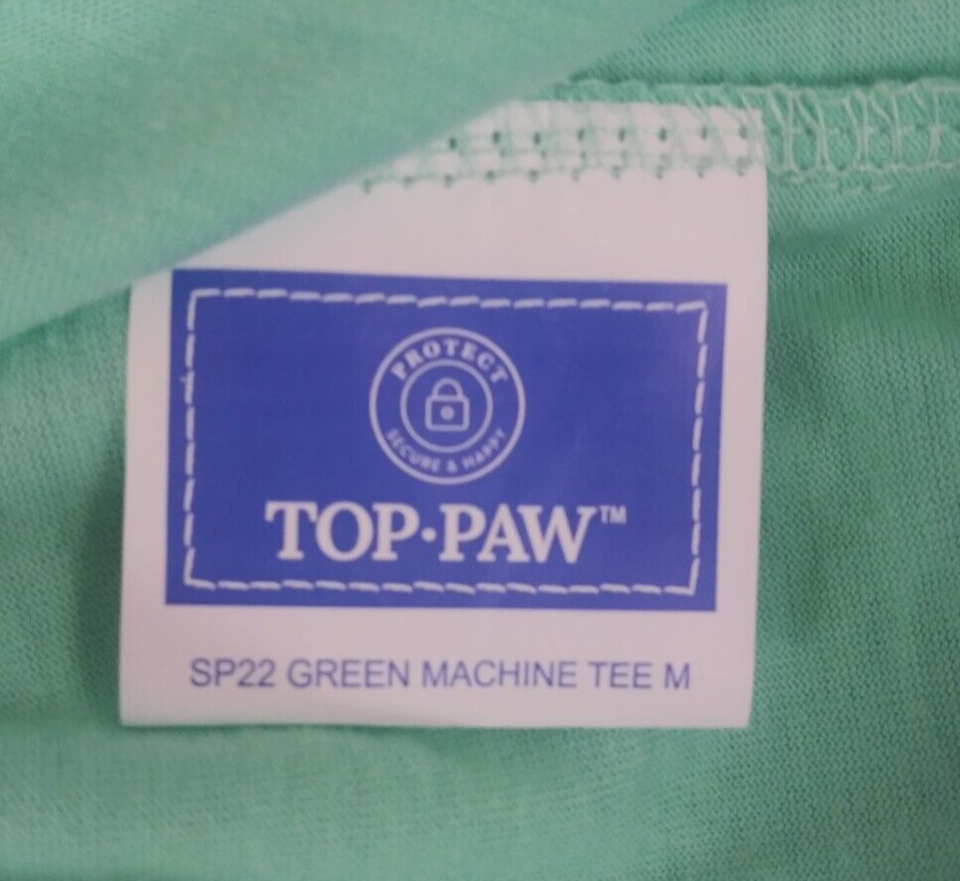 PROTECT
SECURE & HAPPY
TOP•PAW™
SP22 GREEN MACHINE TEE M